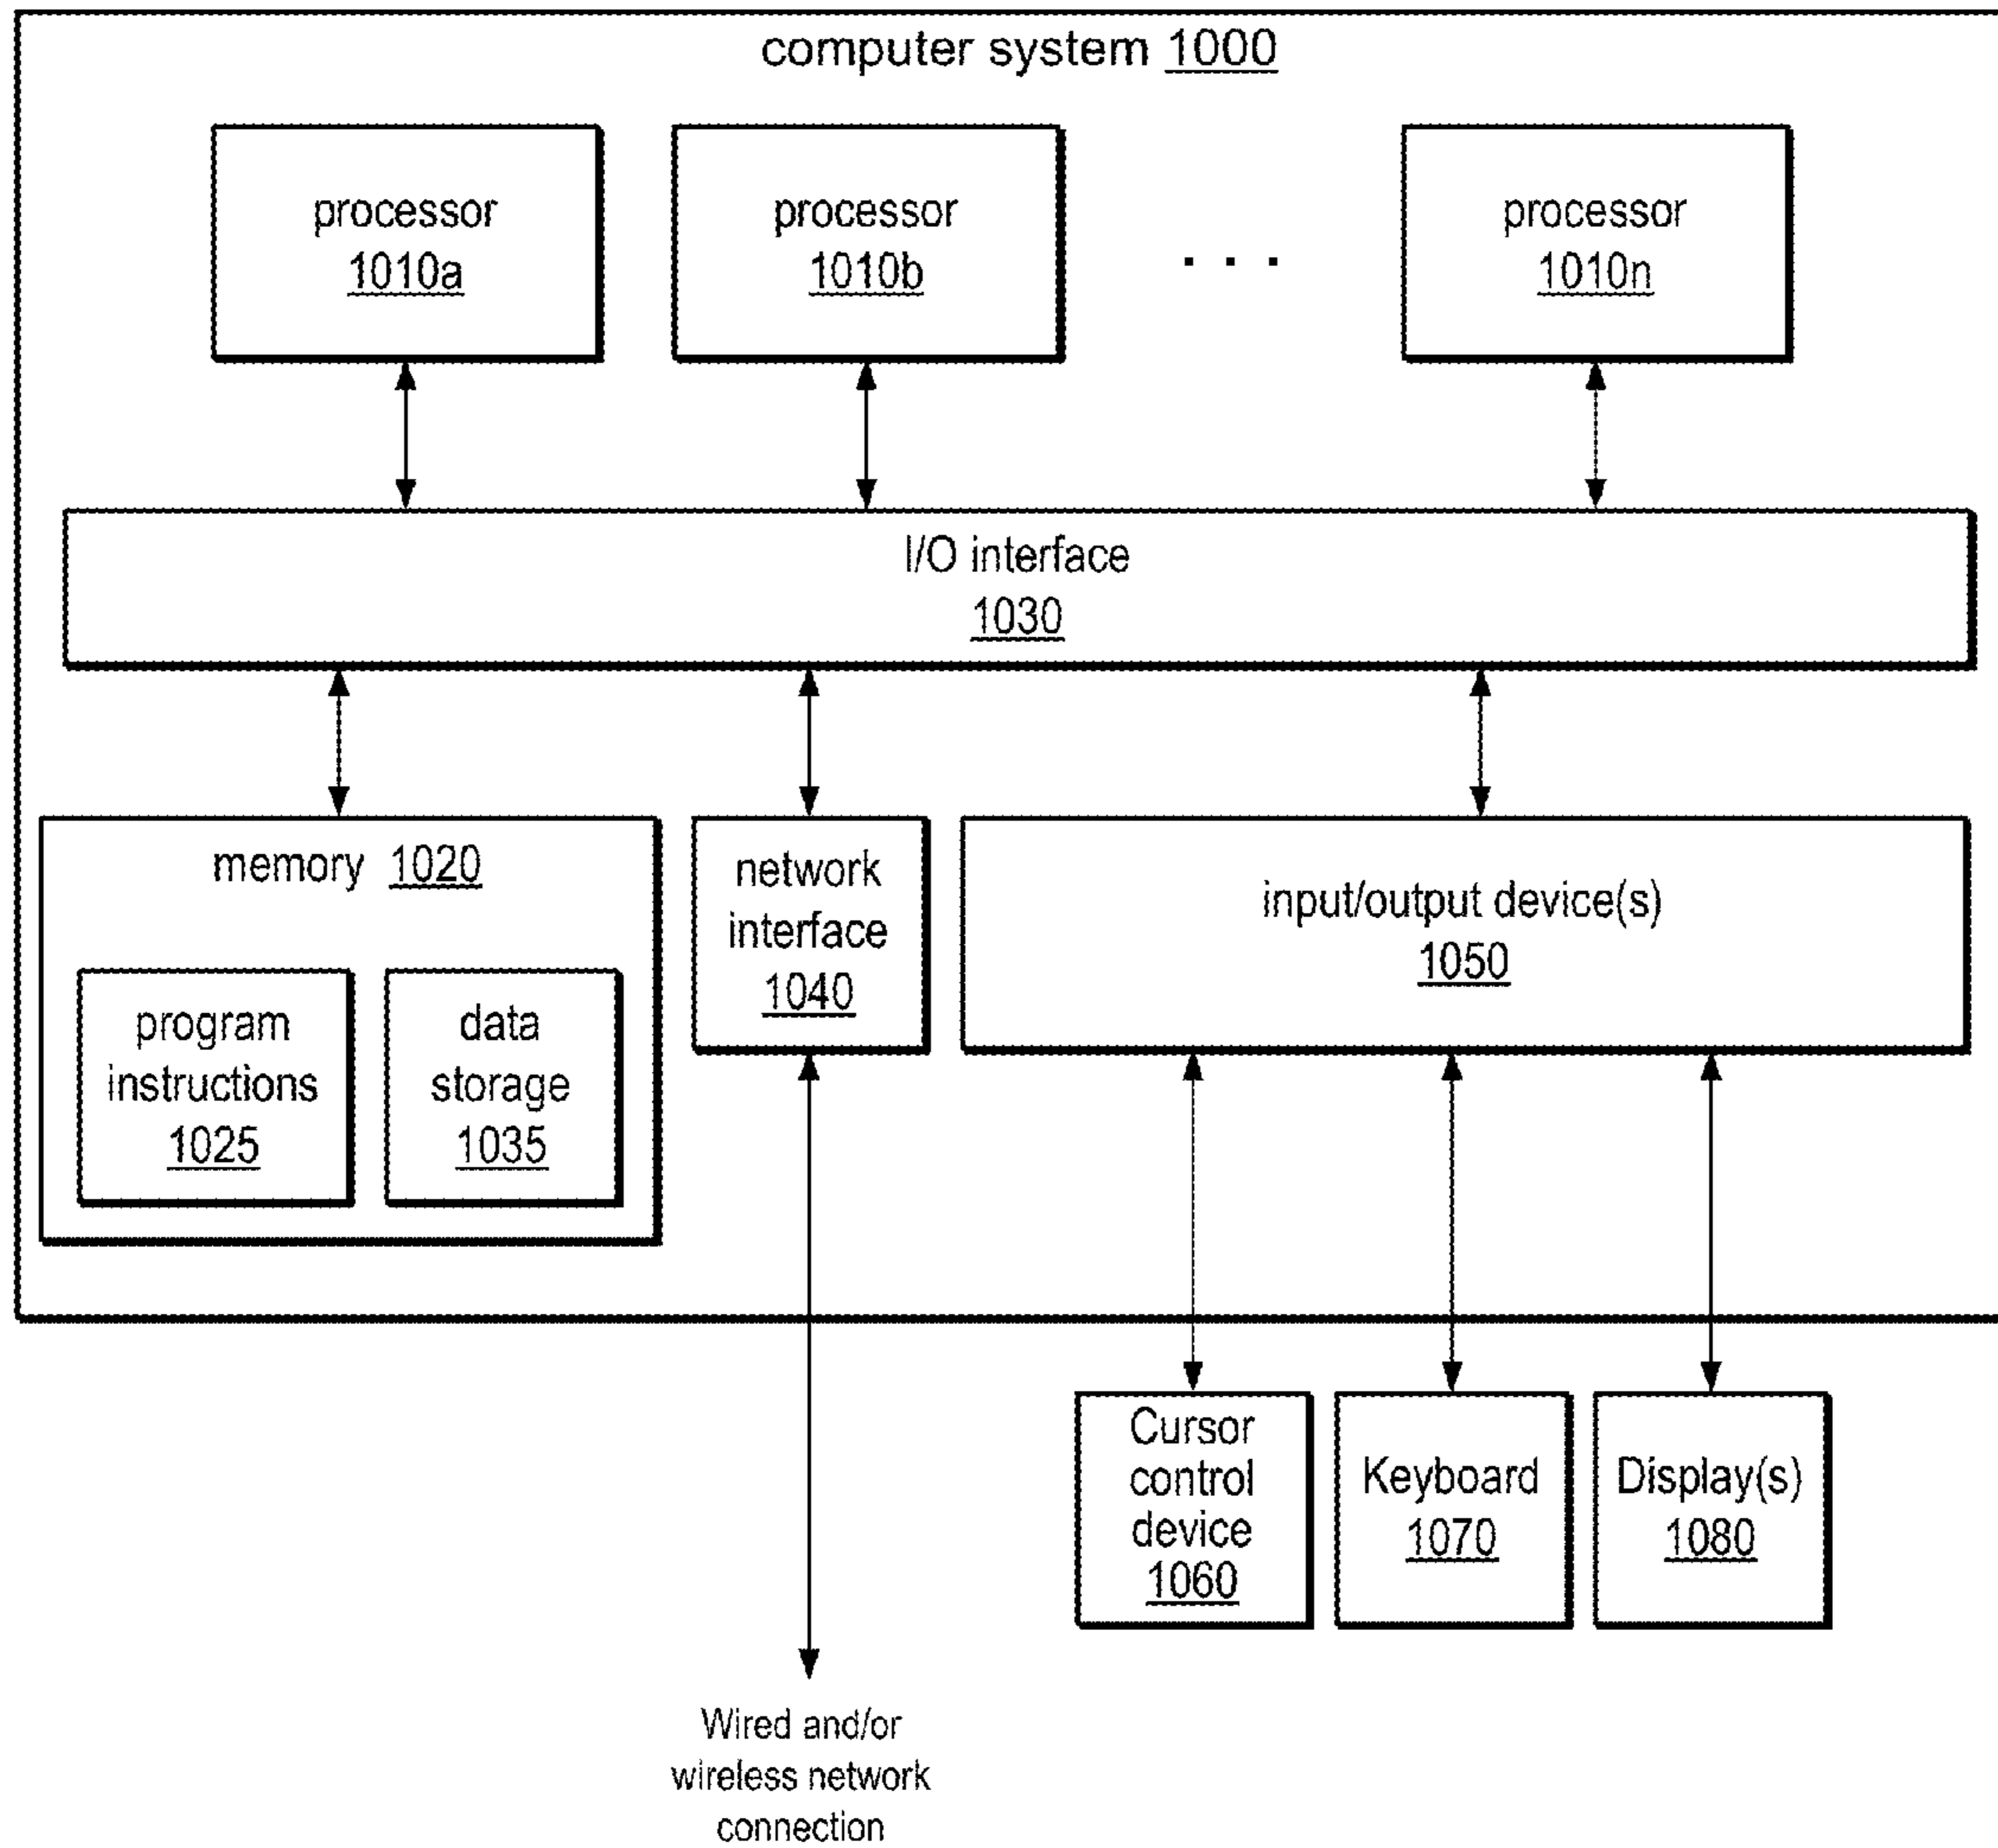 computer system 1000
processor
1010a
processor
1010b
. . .
processor
1010n
I/O interface
1030
memory 1020
program
instructions
1025
data
storage
1035
network
interface
1040
input/output device(s)
1050
Cursor
control
device
1060
Keyboard
1070
Display(s)
1080
Wired and/or
wireless network
connection